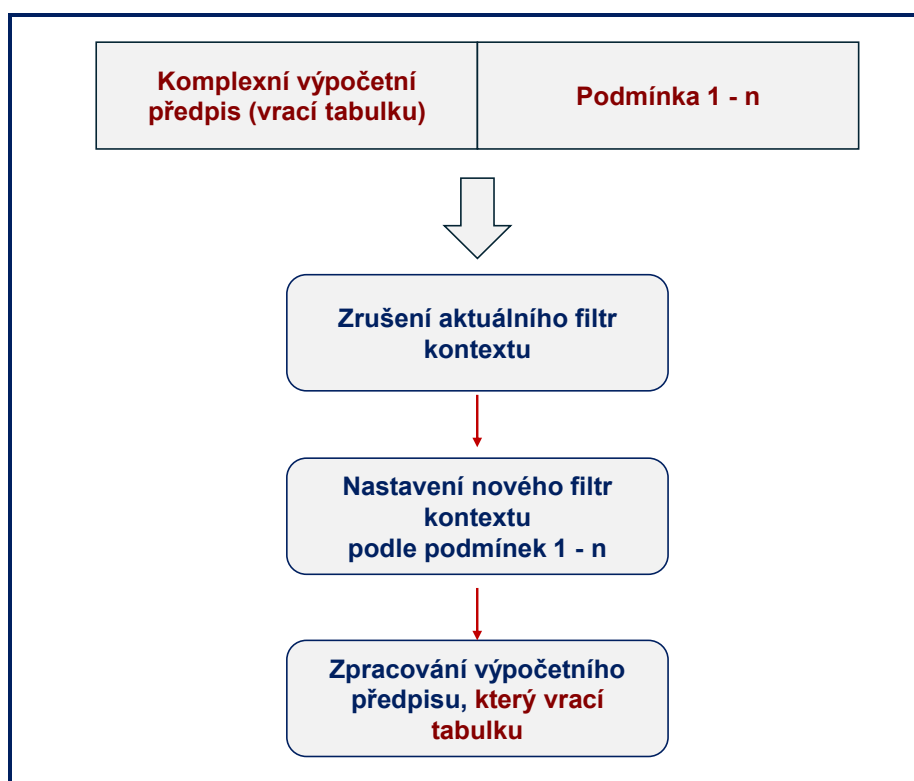 Komplexní výpočetní
předpis (vrací tabulku)
Podmínka 1 - n
Zrušení aktuálního filtr
kontextu
Nastavení nového filtr
kontextu
podle podmínek 1 - n
Zpracování výpočetního
předpisu, který vrací
tabulku